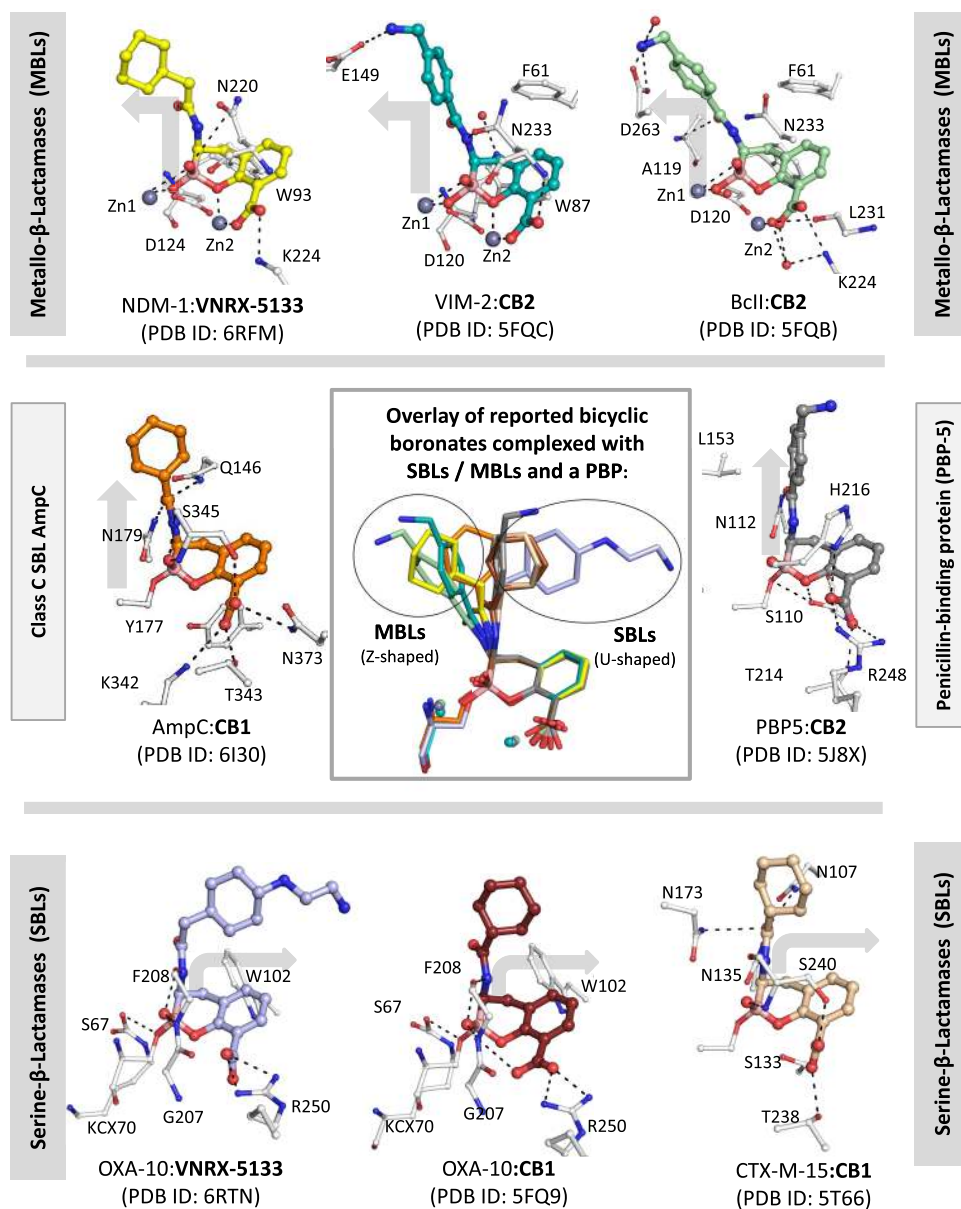 Metallo-β-Lactamases (MBLs)
N220
W93
Zn1
D124
Zn2
K224
NDM-1:VNRX-5133
(PDB ID: 6RFM)
E149
F61
N233
Zn1
W87
D120
Zn2
VIM-2:CB2
(PDB ID: 5FQC)
F61
D263
N233
A119
Zn1
D120
L231
Zn2
K224
BcII:CB2
(PDB ID: 5FQB)
Metallo-β-Lactamases (MBLs)
Class C SBL AmpC
Q146
S345
N179
Y177
N373
K342
T343
AmpC:CB1
(PDB ID: 6I30)
Overlay of reported bicyclic
boronates complexed with
SBLs / MBLs and a PBP:
MBLs
(Z-shaped)
SBLs
(U-shaped)
L153
H216
N112
S110
T214
R248
PBP5:CB2
(PDB ID: 5J8X)
Penicillin-binding protein (PBP-5)
Serine-β-Lactamases (SBLs)
F208
W102
S67
KCX70
G207
R250
OXA-10:VNRX-5133
(PDB ID: 6RTN)
F208
W102
S67
KCX70
G207
R250
OXA-10:CB1
(PDB ID: 5FQ9)
N107
N173
N135
S240
S133
T238
CTX-M-15:CB1
(PDB ID: 5T66)
Serine-β-Lactamases (SBLs)